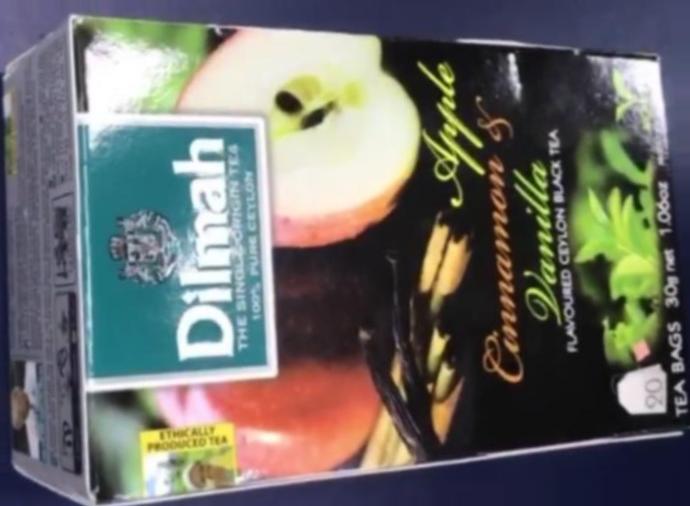 Dilmah
THE SINGLE ORIGIN TEA
100% PURE CEYLON
Apple
Cinnamon &
Vanilla
FLAVOURED CEYLON BLACK TEA
ETHICALLY
PRODUCED TEA
20
TEA BAGS 30g net 1.06oz